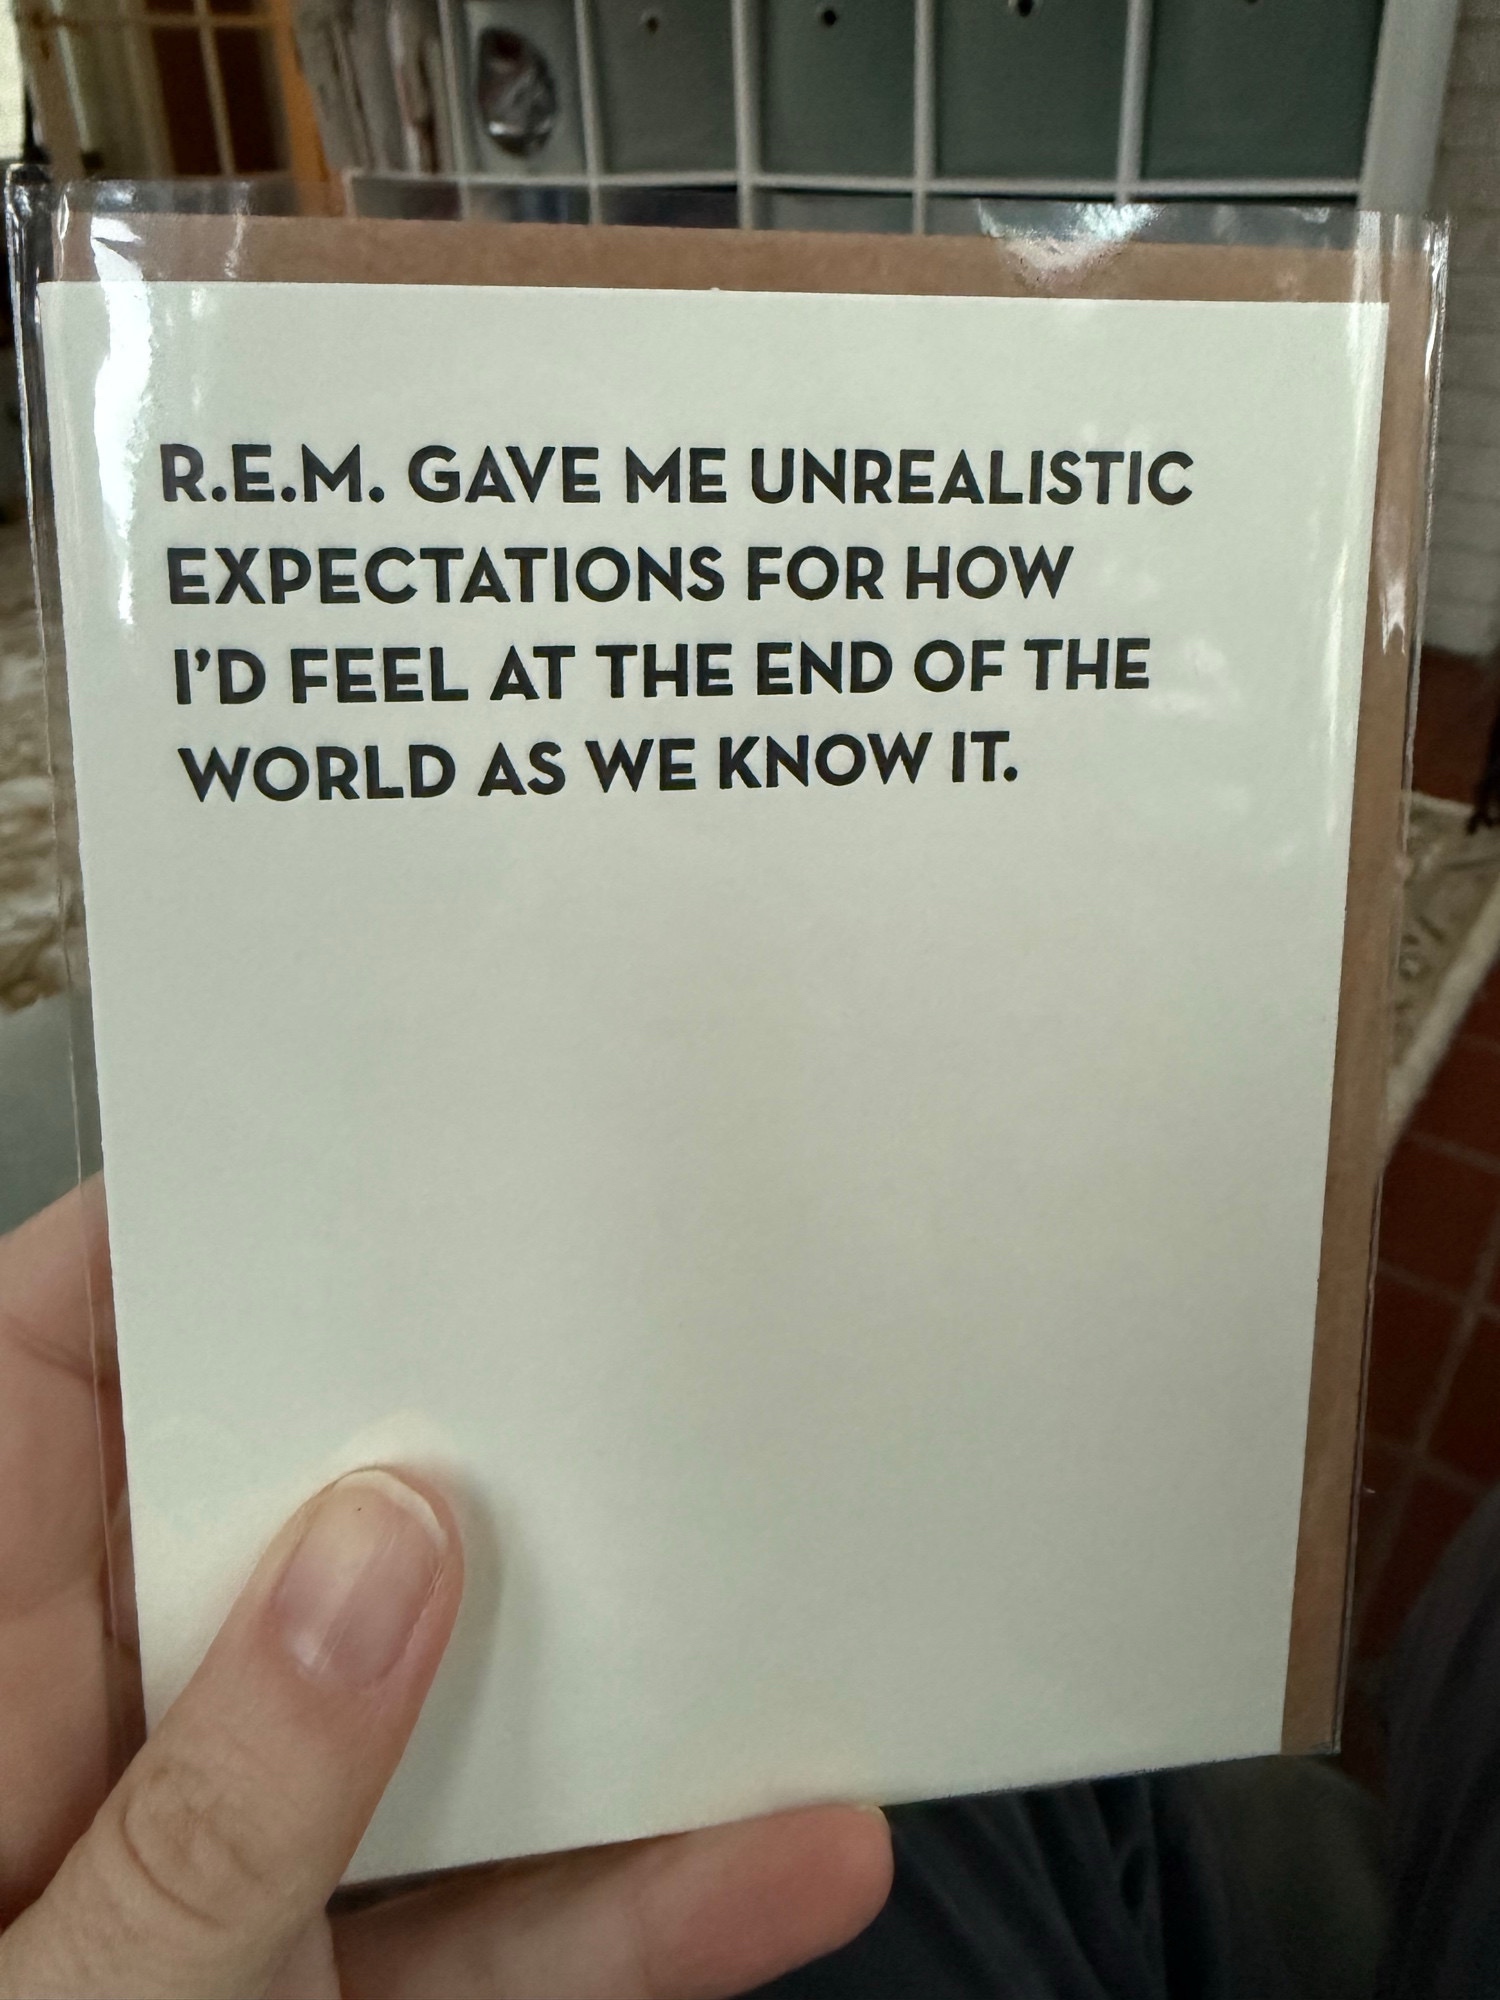 R.E.M. GAVE ME UNREALISTIC
EXPECTATIONS FOR HOW
I’D FEEL AT THE END OF THE
WORLD AS WE KNOW IT.